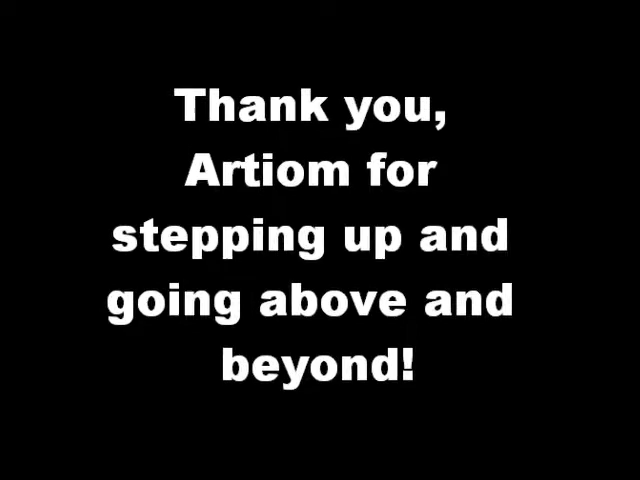 Thank you,
Artiom for
stepping up and
going above and
beyond!